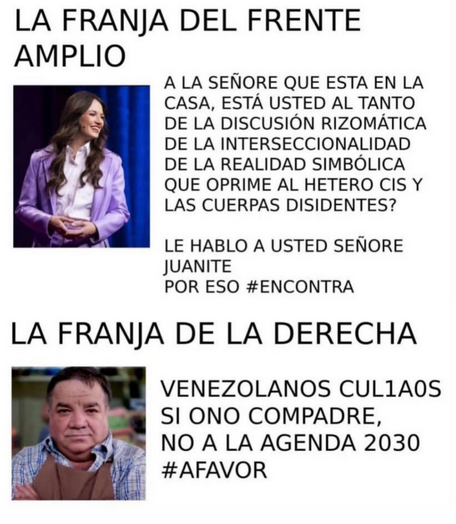 LA FRANJA DEL FRENTE
AMPLIO
A LA SEÑORE QUE ESTA EN LA
CASA, ESTÁ USTED AL TANTO
DE LA DISCUSIÓN RIZOMÁTICA
DE LA INTERSECCIONALIDAD
DE LA REALIDAD SIMBÓLICA
QUE OPRIME AL HETERO CIS Y
LAS CUERPAS DISIDENTES?
LE HABLO A USTED SEÑORE
JUANITE
POR ESO #ENCONTRA
LA FRANJA DE LA DERECHA
VENEZOLANOS CUL1A0S
SI ONO COMPADRE,
NO A LA AGENDA 2030
#AFAVOR